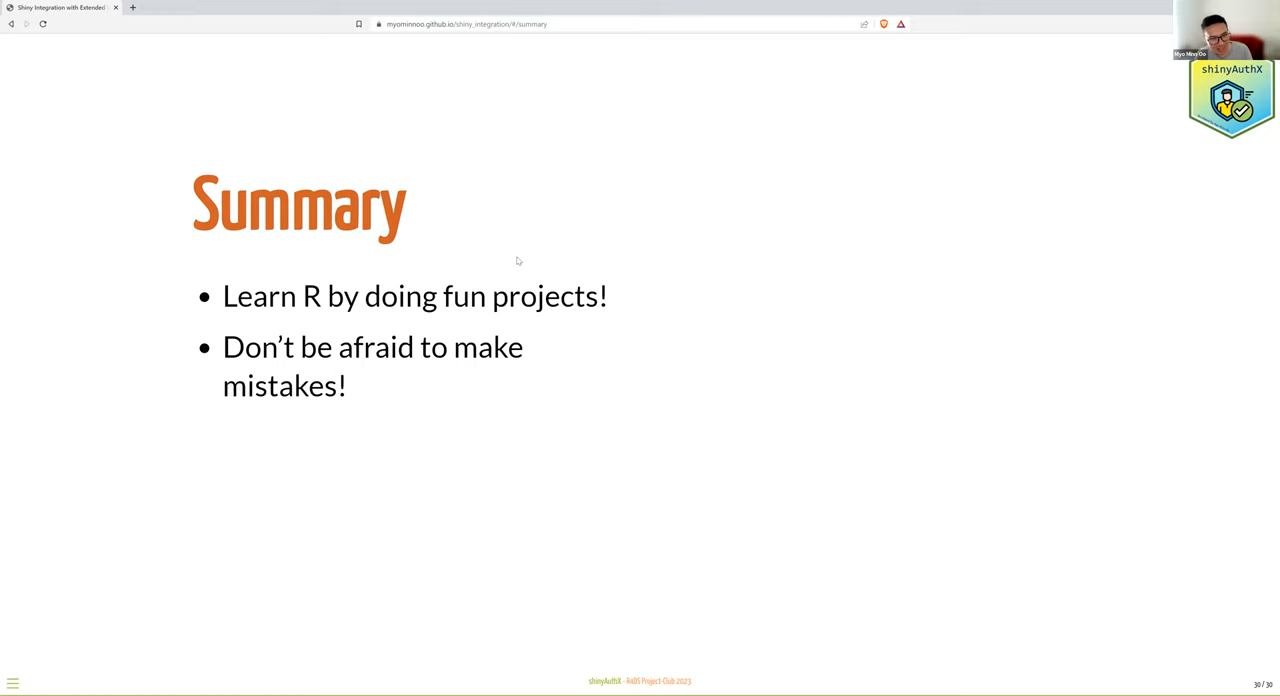 Shiny Integration with Extended
myominnoo.github.io/shiny_integration/#/summary
Myo Minn Oo
shinyAuthX
Summary
Learn R by doing fun projects!
Don't be afraid to make
mistakes!
shinyAuthX - R4DS Project-Club 2023
30 / 30